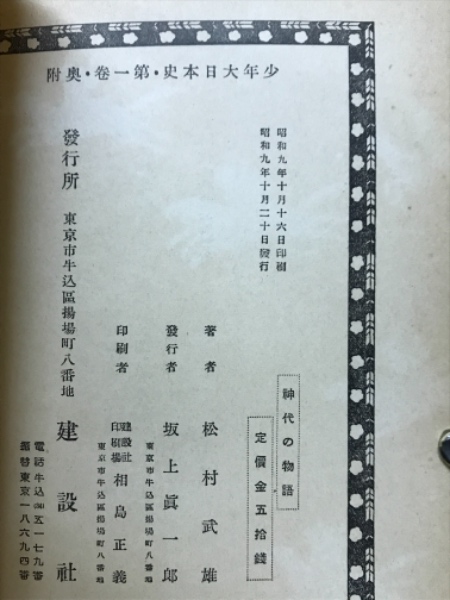 少年大日本史・第一卷・奥附
昭和九年十月十六日印刷
昭和九年十月二十日發行
神代の物語
定價金五拾錢
著者 松村武雄
發行者 坂上眞一郎
東京市牛込區揚場町八番地
印刷者 建設社印刷場 相島正義
東京市牛込區揚場町八番地
發行所 東京市牛込區揚場町八番地 建設社
電話牛込㉞五一七九番
振替東京一八六九四番